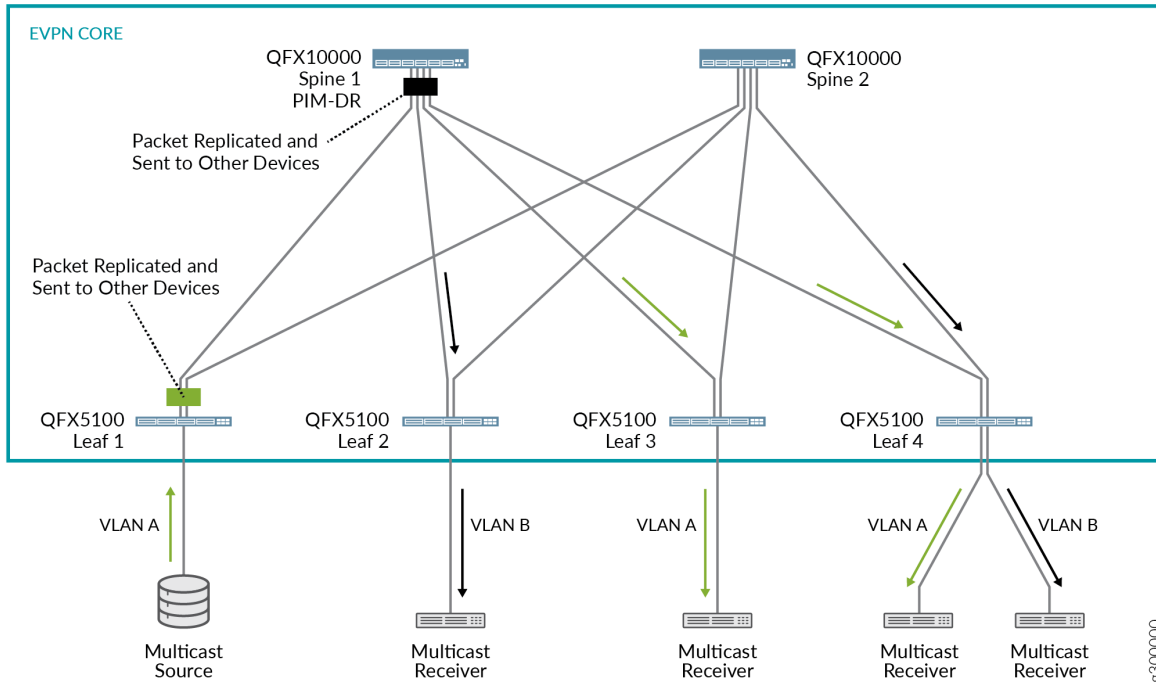 EVPN CORE
QFX10000
Spine 1
PIM-DR
QFX10000
Spine 2
Packet Replicated and
Sent to Other Devices
Packet Replicated and
Sent to Other Devices
QFX5100
Leaf 1
QFX5100
Leaf 2
QFX5100
Leaf 3
QFX5100
Leaf 4
VLAN A
VLAN B
VLAN A
VLAN A
VLAN B
Multicast
Source
Multicast
Receiver
Multicast
Receiver
Multicast
Receiver
Multicast
Receiver
g300000